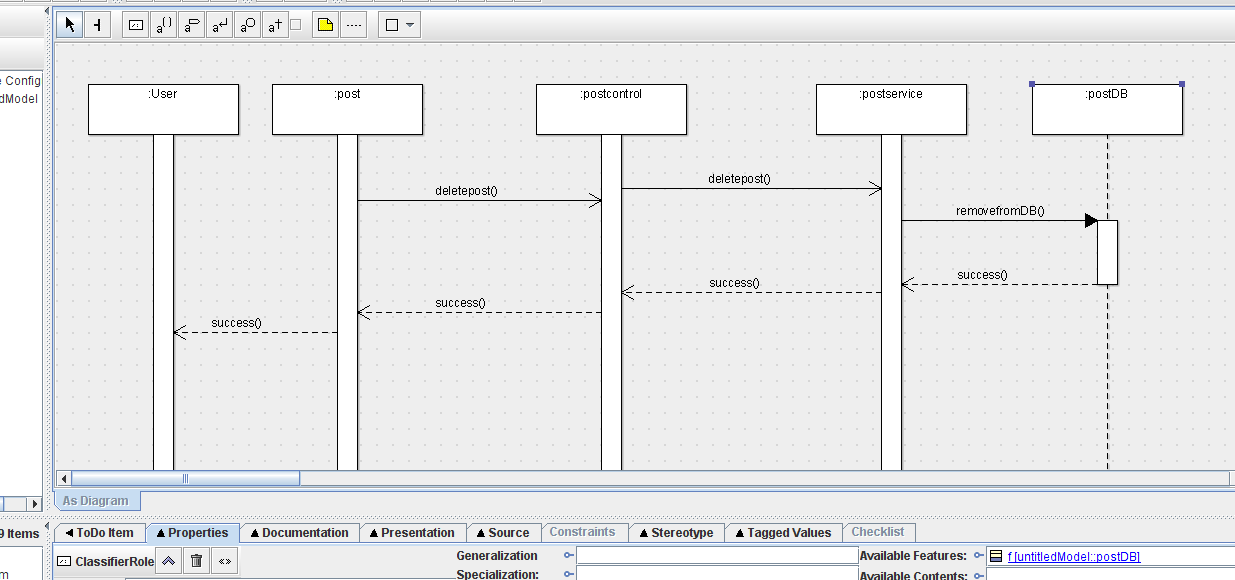 e Config
dModel
:User
:post
:postcontrol
:postservice
:postDB
deletepost()
deletepost()
removefromDB()
success()
success()
success()
success()
As Diagram
9 Items
ToDo Item
Properties
Documentation
Presentation
Source
Constraints
Stereotype
Tagged Values
Checklist
ClassifierRole
Generalization
Specialization:
Available Features:
f [untitledModel::postDB]
Available Contents: